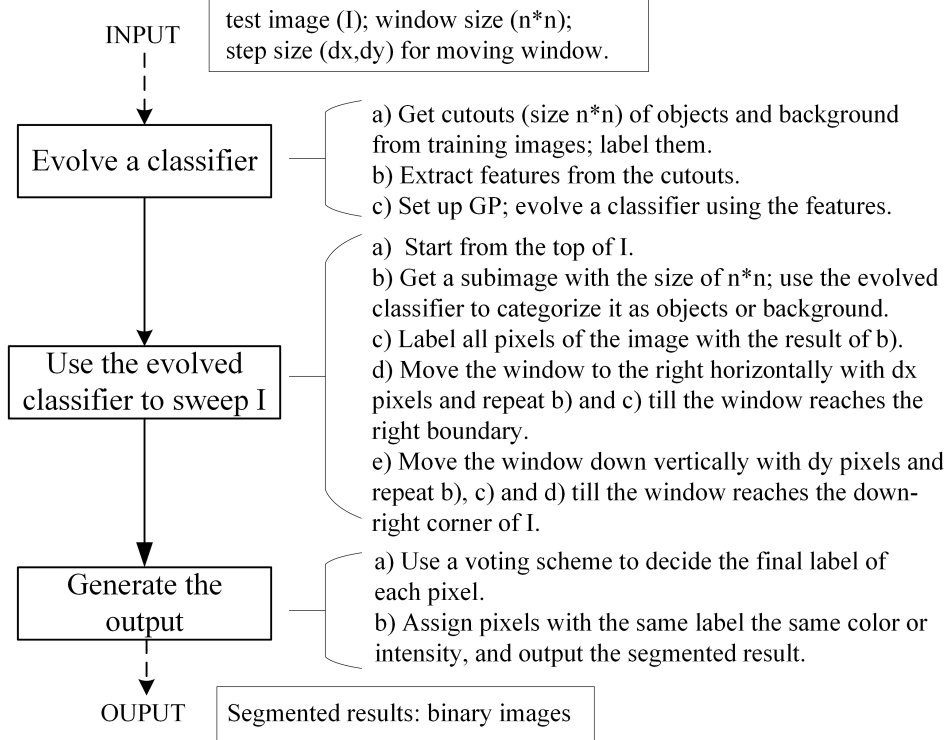 INPUT
test image (I); window size (n*n);
step size (dx,dy) for moving window.
Evolve a classifier
a) Get cutouts (size n*n) of objects and background
from training images; label them.
b) Extract features from the cutouts.
c) Set up GP; evolve a classifier using the features.
Use the evolved
classifier to sweep I
a) Start from the top of I.
b) Get a subimage with the size of n*n; use the evolved
classifier to categorize it as objects or background.
c) Label all pixels of the image with the result of b).
d) Move the window to the right horizontally with dx
pixels and repeat b) and c) till the window reaches the
right boundary.
e) Move the window down vertically with dy pixels and
repeat b), c) and d) till the window reaches the down-
right corner of I.
Generate the
output
a) Use a voting scheme to decide the final label of
each pixel.
b) Assign pixels with the same label the same color or
intensity, and output the segmented result.
OUPUT
Segmented results: binary images